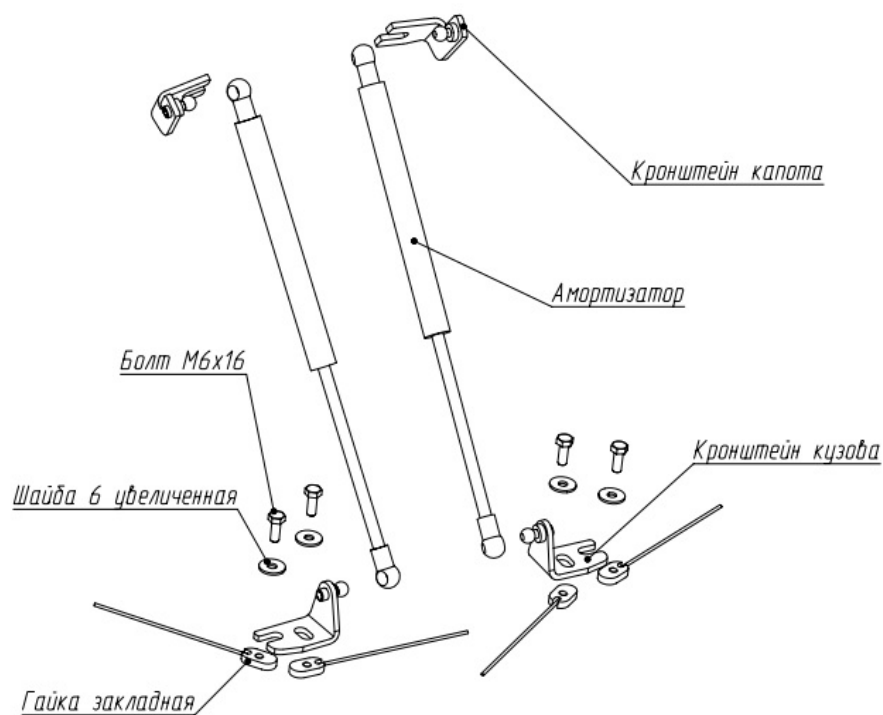 Кронштейн капота
Амортизатор
Болт М6х16
Кронштейн кузова
Шайба 6 увеличенная
Гайка закладная